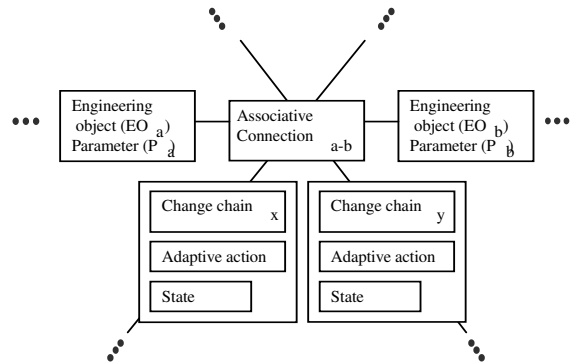 Engineering
object (EO a)
Parameter (P a)
Associative
Connection
a-b
Engineering
object (EO b)
Parameter (P b)
Change chain x
Adaptive action
State
Change chain y
Adaptive action
State